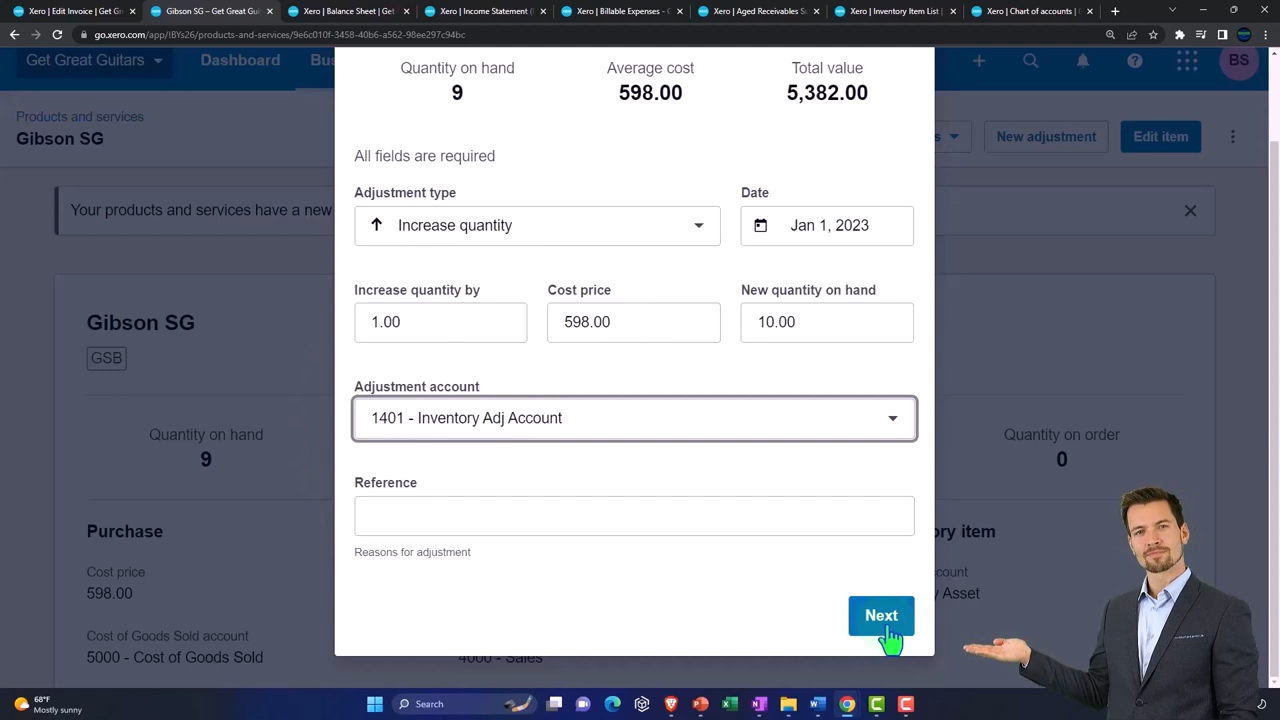 Xero | Edit Invoice |
Gibson SG – Get Great Gui
Xero | Balance Sheet | Get
Xero | Income Statement (
Xero | Billable Expenses - C
Xero | Aged Receivables Su
Xero | Inventory Item List |
Xero | Chart of accounts |
go.xero.com/app/!BYs26/products-and-services/9e6c010f-3458-40b6-a562-98ee297c94bc
Get Great Guitars
Dashboard
Bus
BS
Products and services
Gibson SG
New adjustment
Edit item
Your products and services have a new
Quantity on hand
9
Average cost
598.00
Total value
5,382.00
All fields are required
Adjustment type
Increase quantity
Date
Jan 1, 2023
Increase quantity by
1.00
Cost price
598.00
New quantity on hand
10.00
Adjustment account
1401 - Inventory Adj Account
Reference
Reasons for adjustment
Next
Gibson SG
GSB
Quantity on hand
9
Quantity on order
0
Purchase
Cost price
598.00
Cost of Goods Sold account
5000 - Cost of Goods Sold
4000 - Sales
ory item
ccount
y Asset
68°F
Mostly sunny
Search